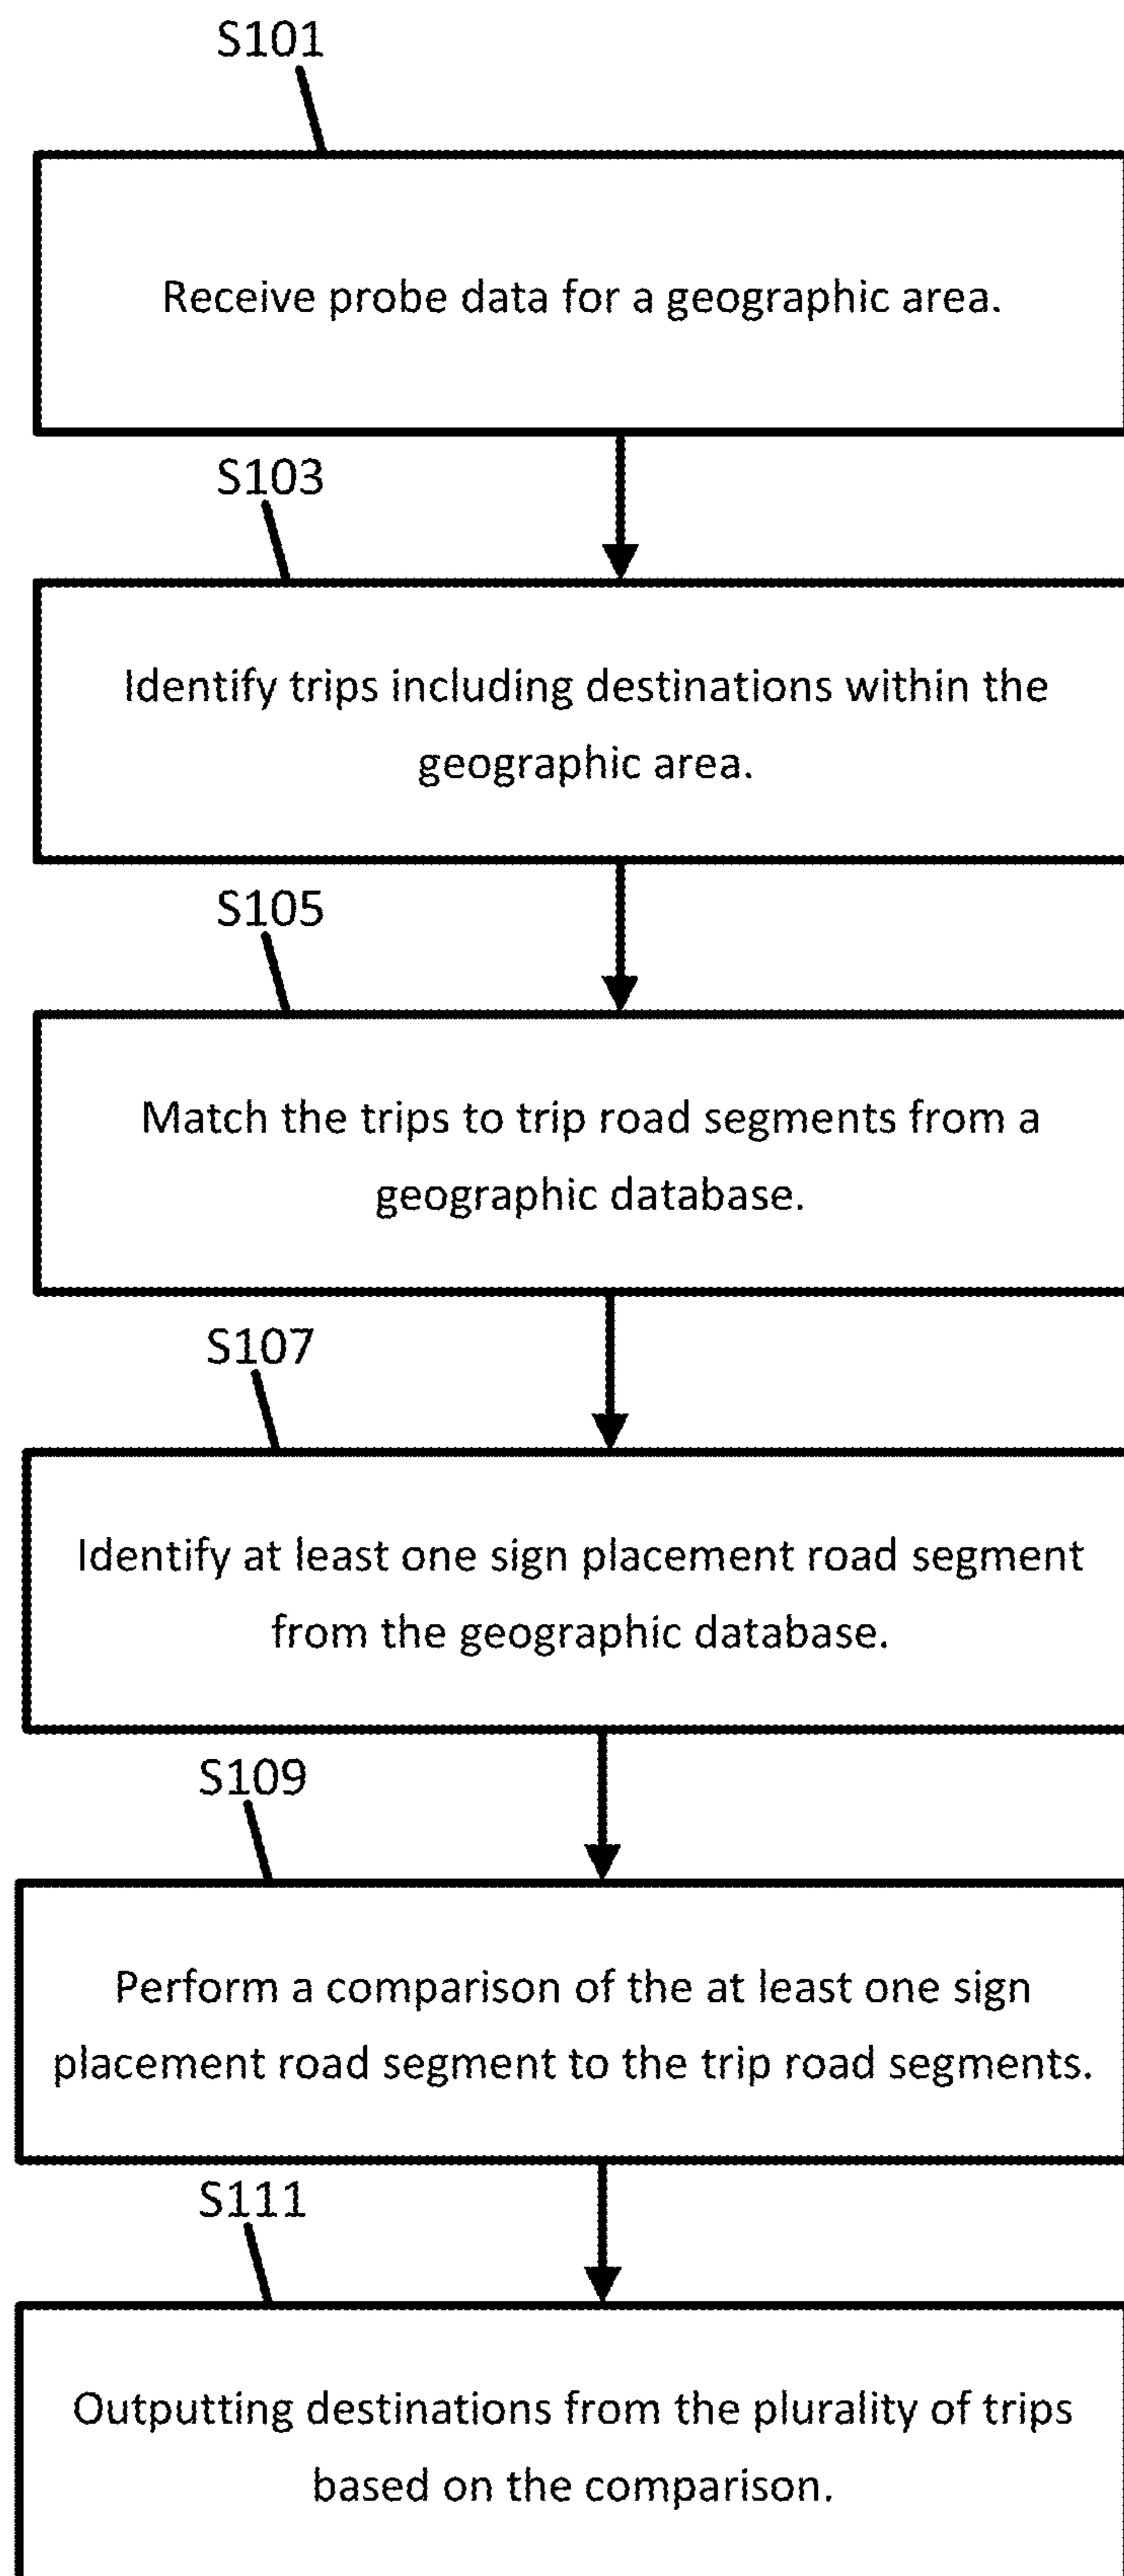 S101
Receive probe data for a geographic area.
S103
Identify trips including destinations within the
geographic area.
S105
Match the trips to trip road segments from a
geographic database.
S107
Identify at least one sign placement road segment
from the geographic database.
S109
Perform a comparison of the at least one sign
placement road segment to the trip road segments.
S111
Outputting destinations from the plurality of trips
based on the comparison.